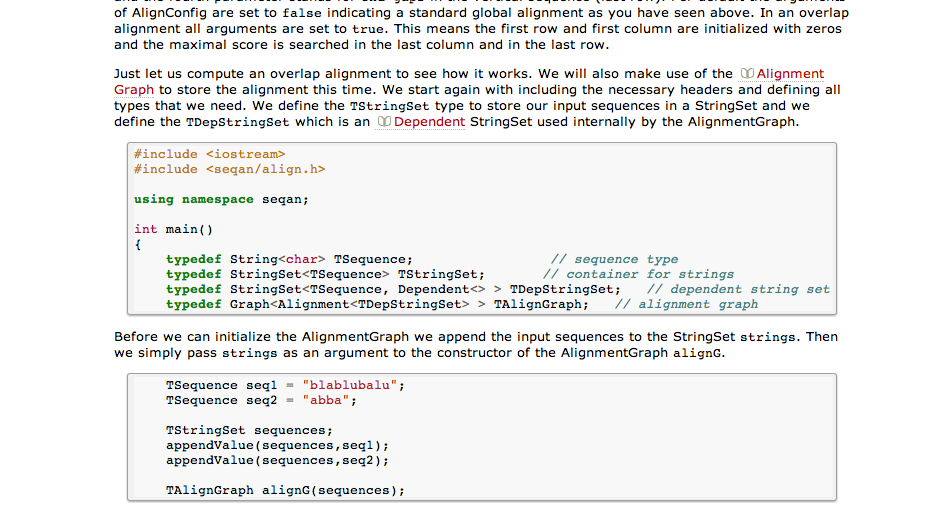 of AlignConfig are set to false indicating a standard global alignment as you have seen above. In an overlap
alignment all arguments are set to true. This means the first row and first column are initialized with zeros
and the maximal score is searched in the last column and in the last row.
Just let us compute an overlap alignment to see how it works. We will also make use of the Alignment
Graph to store the alignment this time. We start again with including the necessary headers and defining all
types that we need. We define the TStringSet type to store our input sequences in a StringSet and we
define the TDepStringSet which is an Dependent StringSet used internally by the AlignmentGraph.
#include <iostream>
#include <seqan/align.h>
using namespace seqan;
int main()
{
typedef String<char> TSequence; // sequence type
typedef StringSet<TSequence> TStringSet; // container for strings
typedef StringSet<TSequence, Dependent<> > TDepStringSet; // dependent string set
typedef Graph<Alignment<TDepStringSet> > TAlignGraph; // alignment graph
Before we can initialize the AlignmentGraph we append the input sequences to the StringSet strings. Then
we simply pass strings as an argument to the constructor of the AlignmentGraph alignG.
TSequence seq1 = "blablubalu";
TSequence seq2 = "abba";
TStringSet sequences;
appendValue(sequences,seq1);
appendValue(sequences,seq2);
TAlignGraph alignG(sequences);